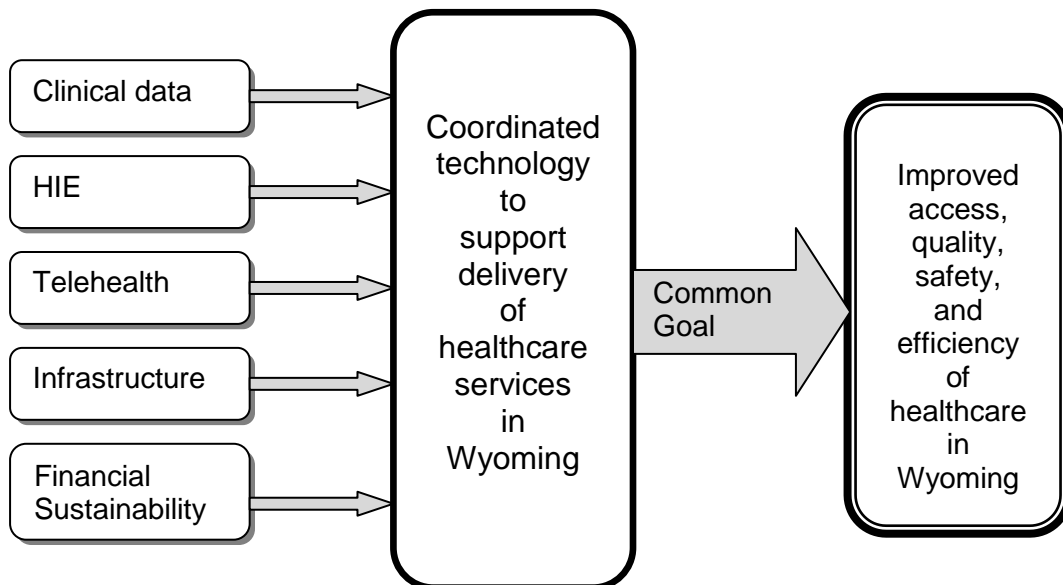 Clinical data
HIE
Telehealth
Infrastructure
Financial
Sustainability
Coordinated
technology
to
support
delivery
of
healthcare
services
in
Wyoming
Common
Goal
Improved
access,
quality,
safety,
and
efficiency
of
healthcare
in
Wyoming